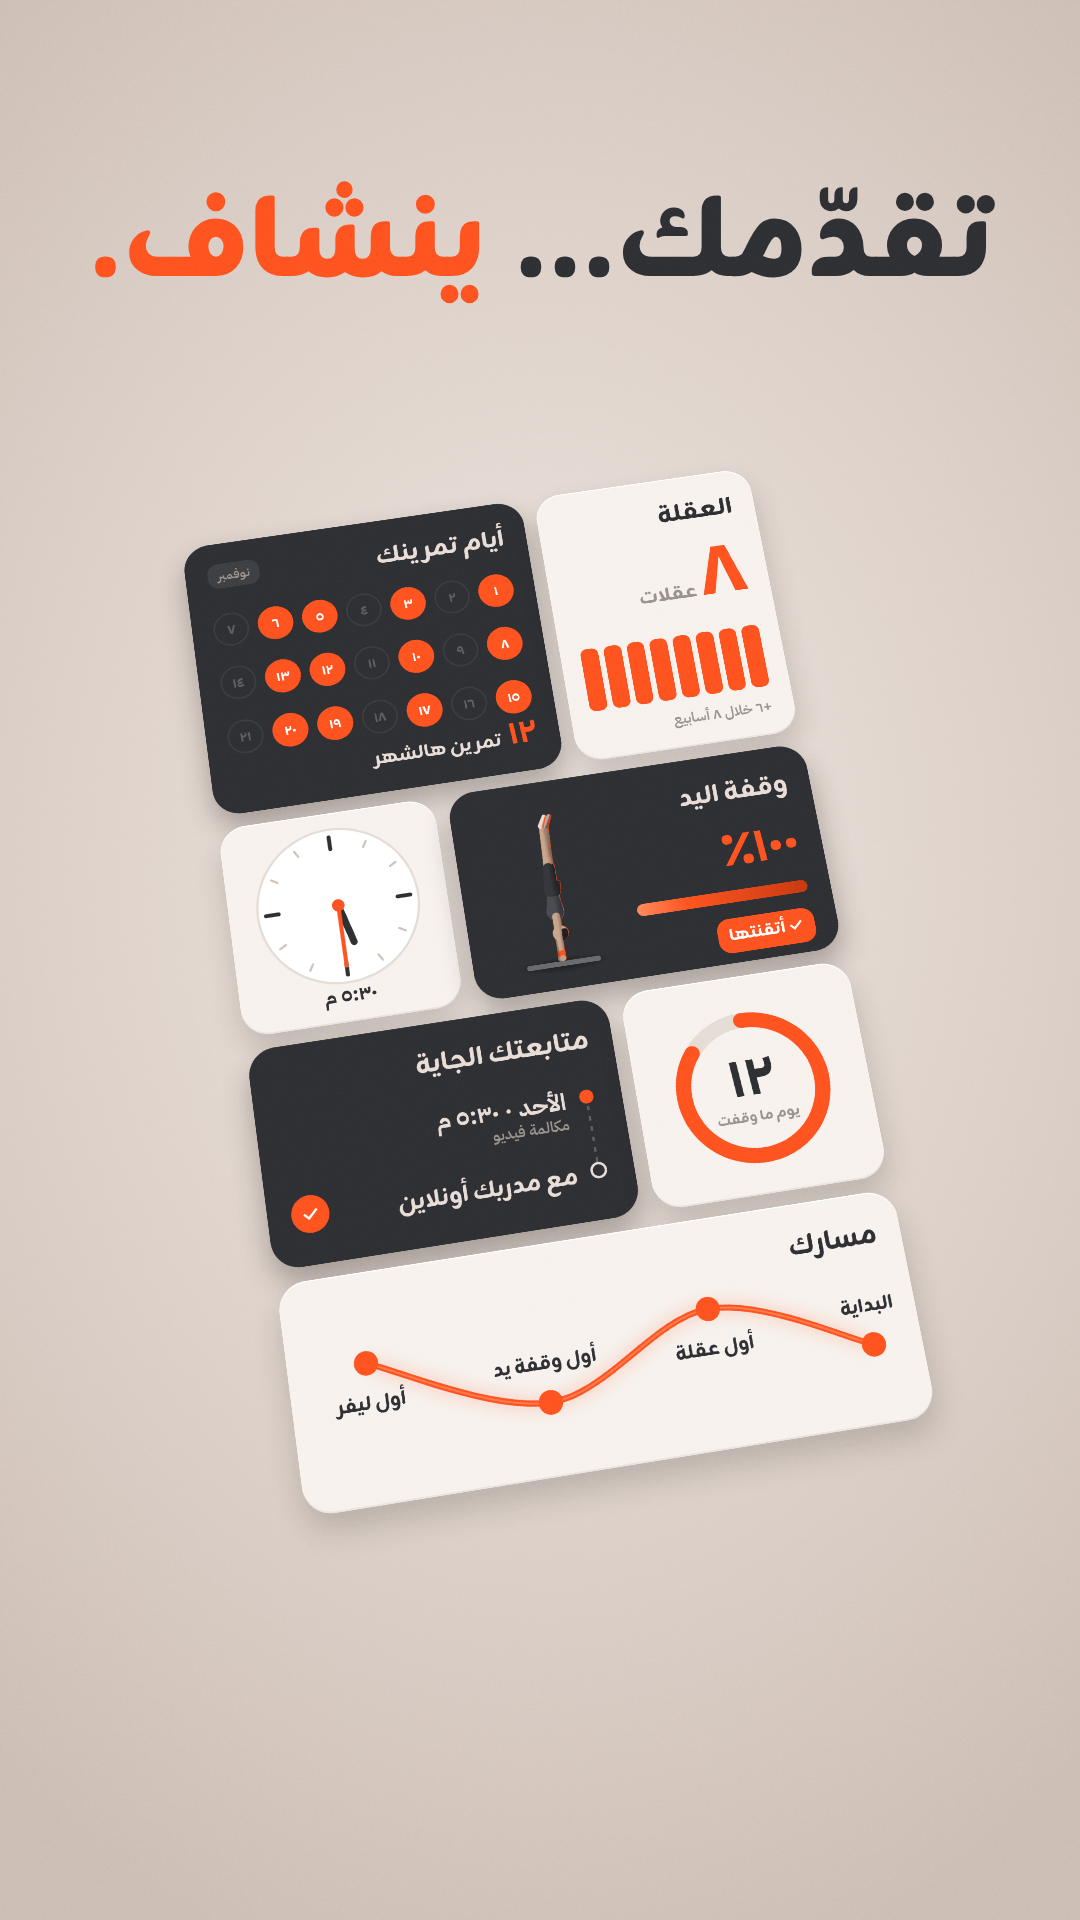 تقدّمك... ينشاف.
العقلة
٨ عقلات
+٦ خلال ٨ أسابيع
أيام تمرينك
نوفمبر
١ ٢ ٣ ٤ ٥ ٦ ٧
٨ ٩ ١٠ ١١ ١٢ ١٣ ١٤
١٥ ١٦ ١٧ ١٨ ١٩ ٢٠ ٢١
١٢ تمرين هالشهر
وقفة اليد
١٠٠٪
✓ أتقنتها
٥:٣٠ م
١٢
يوم ما وقفت
متابعتك الجاية
الأحد · ٥:٣٠ م
مكالمة فيديو
مع مدربك أونلاين
مسارك
البداية
أول عقلة
أول وقفة يد
أول ليفر